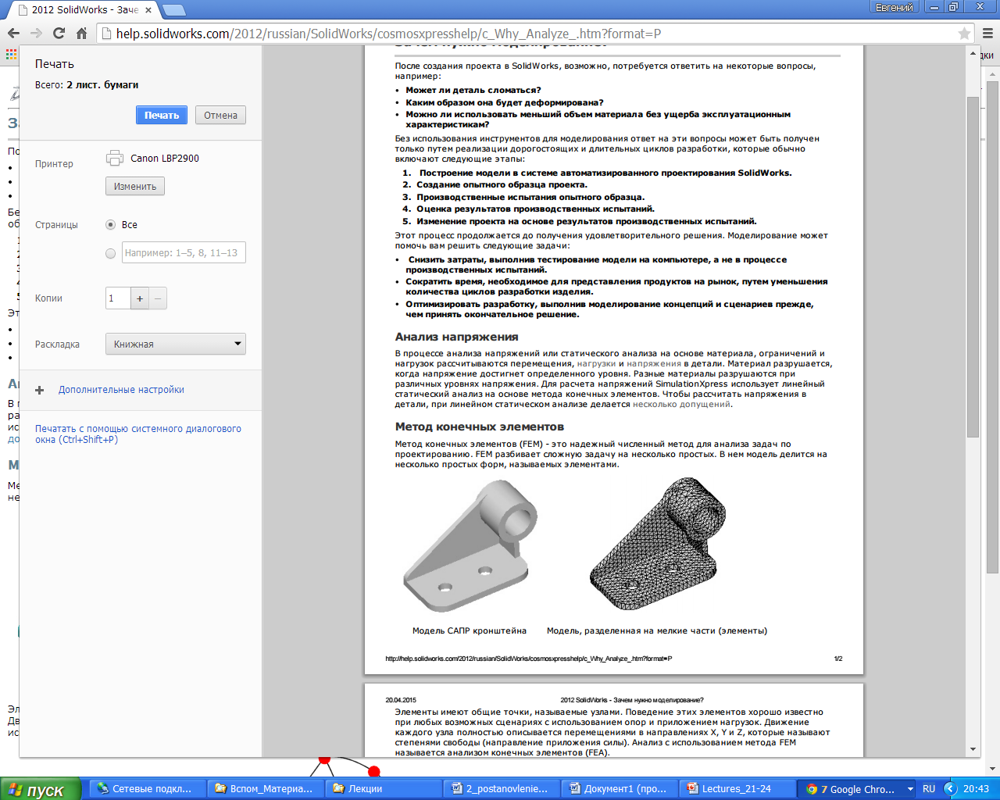 2012 SolidWorks - Заче
Евгений
help.solidworks.com/2012/russian/SolidWorks/cosmosxpresshelp/c_Why_Analyze_.htm?format=P
Печать
Всего: 2 лист. бумаги
Печать
Отмена
Принтер
Canon LBP2900
Изменить
Страницы
Все
Например: 1–5, 8, 11–13
Копии
1
Раскладка
Книжная
Дополнительные настройки
Печатать с помощью системного диалогового
окна (Ctrl+Shift+P)
После создания проекта в SolidWorks, возможно, потребуется ответить на некоторые вопросы,
например:
• Может ли деталь сломаться?
• Каким образом она будет деформирована?
• Можно ли использовать меньший объем материала без ущерба эксплуатационным
характеристикам?
Без использования инструментов для моделирования ответ на эти вопросы может быть получен
только путем реализации дорогостоящих и длительных циклов разработки, которые обычно
включают следующие этапы:
1. Построение модели в системе автоматизированного проектирования SolidWorks.
2. Создание опытного образца проекта.
3. Производственные испытания опытного образца.
4. Оценка результатов производственных испытаний.
5. Изменение проекта на основе результатов производственных испытаний.
Этот процесс продолжается до получения удовлетворительного решения. Моделирование может
помочь вам решить следующие задачи:
• Снизить затраты, выполнив тестирование модели на компьютере, а не в процессе
производственных испытаний.
• Сократить время, необходимое для представления продуктов на рынок, путем уменьшения
количества циклов разработки изделия.
• Оптимизировать разработку, выполнив моделирование концепций и сценариев прежде,
чем принять окончательное решение.
Анализ напряжения
В процессе анализа напряжений или статического анализа на основе материала, ограничений и
нагрузок рассчитываются перемещения, нагрузки и напряжения в детали. Материал разрушается,
когда напряжение достигнет определенного уровня. Разные материалы разрушаются при
различных уровнях напряжения. Для расчета напряжений SimulationXpress использует линейный
статический анализ на основе метода конечных элементов. Чтобы рассчитать напряжения в
детали, при линейном статическом анализе делается несколько допущений.
Метод конечных элементов
Метод конечных элементов (FEM) - это надежный численный метод для анализа задач по
проектированию. FEM разбивает сложную задачу на несколько простых. В нем модель делится на
несколько простых форм, называемых элементами.
Модель САПР кронштейна
Модель, разделенная на мелкие части (элементы)
http://help.solidworks.com/2012/russian/SolidWorks/cosmosxpresshelp/c_Why_Analyze_.htm?format=P
1/2
20.04.2015
2012 SolidWorks - Зачем нужно моделирование?
Элементы имеют общие точки, называемые узлами. Поведение этих элементов хорошо известно
при любых возможных сценариях с использованием опор и приложением нагрузок. Движение
каждого узла полностью описывается перемещениями в направлениях X, Y и Z, которые называют
степенями свободы (направление приложения силы). Анализ с использованием метода FEM
называется анализом конечных элементов (FEA).
пуск
Сетевые подкл...
Вспом_Материа...
Лекции
2_postanovlenie...
Документ1 (про...
Lectures_21-24
7 Google Chro...
RU
20:43